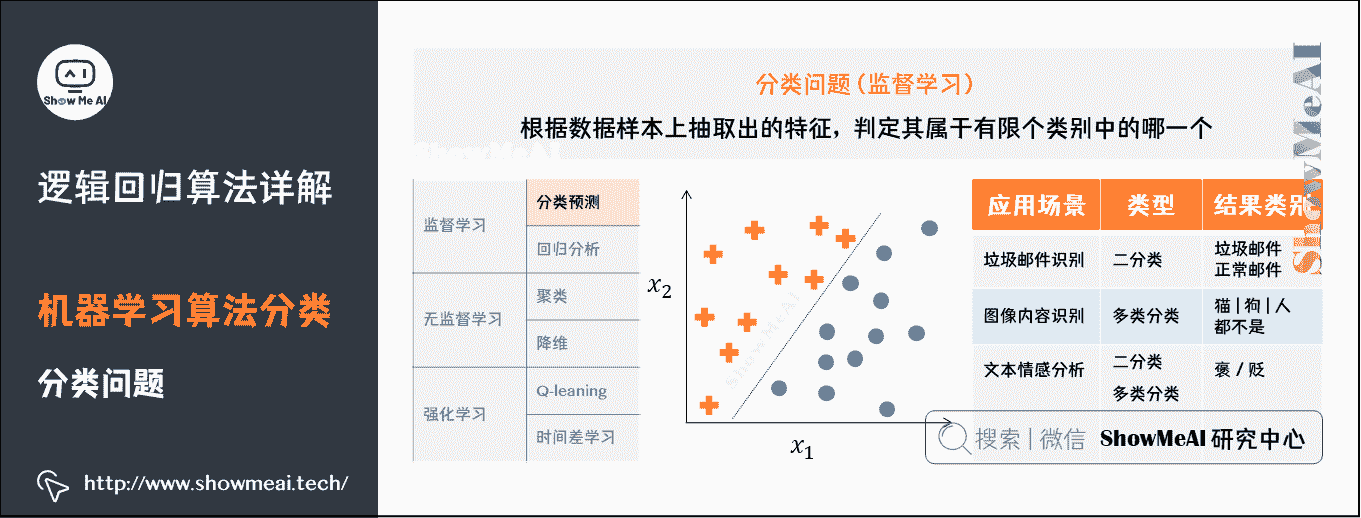 Show Me AI
逻辑回归算法详解
机器学习算法分类
分类问题
http://www.showmeai.tech/
分类问题(监督学习)
根据数据样本上抽取出的特征，判定其属于有限个类别中的哪一个
ShowMeAI
监督学习
分类预测
回归分析
无监督学习
聚类
降维
强化学习
Q-leaning
时间差学习
x2
x1
ShowMeAI
应用场景 类型 结果类别
垃圾邮件识别 二分类 垃圾邮件
正常邮件
图像内容识别 多类分类 猫|狗|人
都不是
文本情感分析 二分类 褒 / 贬
多类分类
ShowMeAI
搜索|微信 ShowMeAI 研究中心